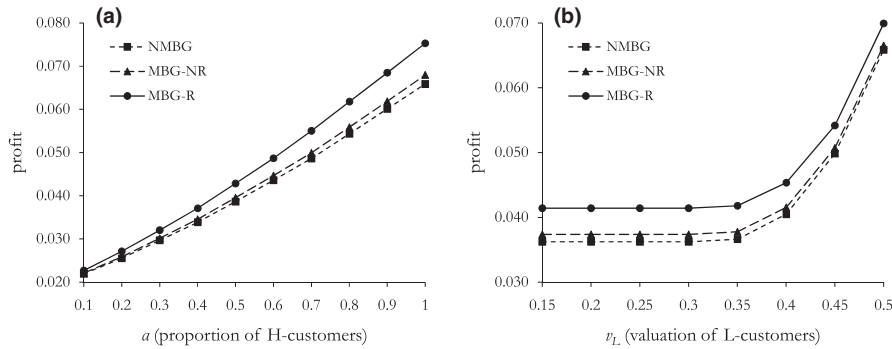 (a)
0.080
0.070
0.060
0.050
0.040
0.030
0.020
profit
NMBG
MBG-NR
MBG-R
0.1 0.2 0.3 0.4 0.5 0.6 0.7 0.8 0.9 1
a (proportion of H-customers)
(b)
0.070
0.060
0.050
0.040
0.030
profit
NMBG
MBG-NR
MBG-R
0.15 0.2 0.25 0.3 0.35 0.4 0.45 0.5
v_L (valuation of L-customers)